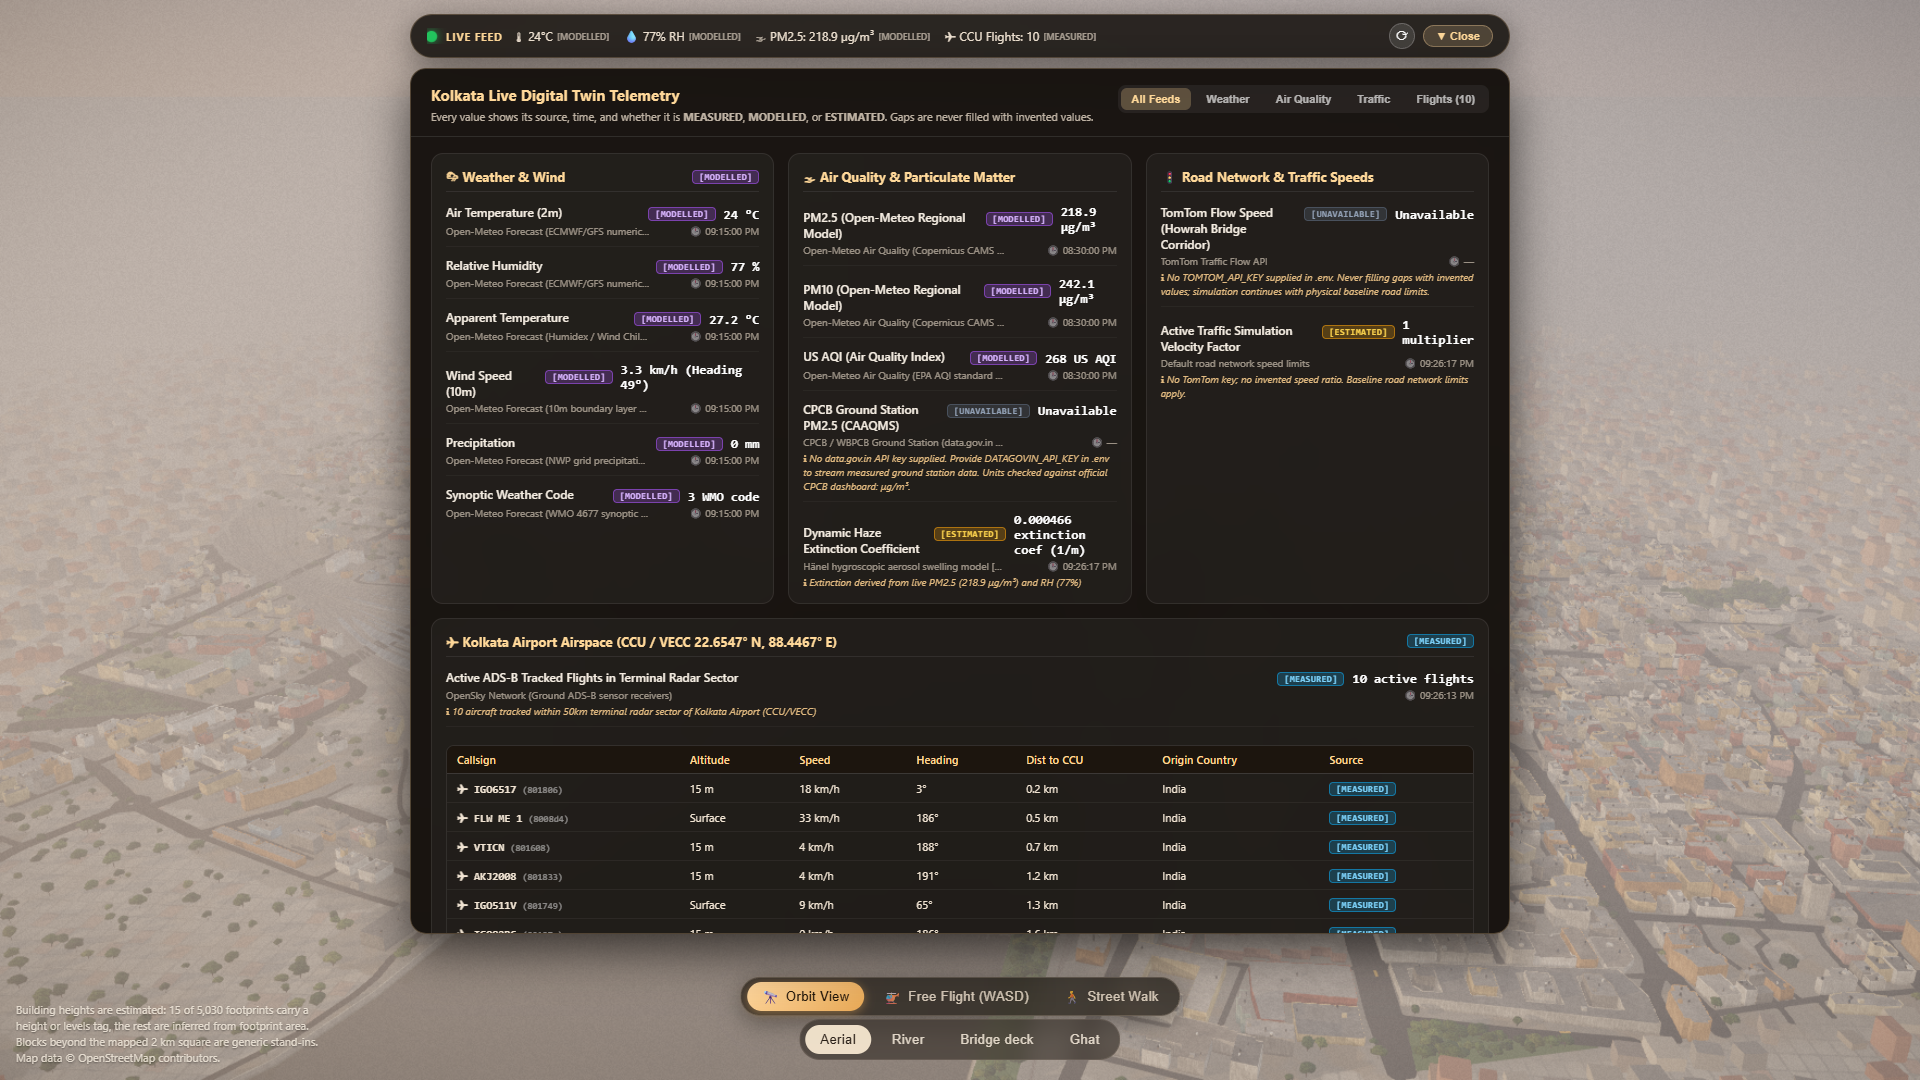 LIVE FEED 24°C [MODELLED] 77% RH [MODELLED] PM2.5: 218.9 µg/m³ [MODELLED] CCU Flights: 10 [MEASURED]
▼ Close
Kolkata Live Digital Twin Telemetry
Every value shows its source, time, and whether it is MEASURED, MODELLED, or ESTIMATED. Gaps are never filled with invented values.
All Feeds Weather Air Quality Traffic Flights (10)
Weather & Wind [MODELLED]
Air Temperature (2m) [MODELLED] 24 °C
Open-Meteo Forecast (ECMWF/GFS numeric... 09:15:00 PM
Relative Humidity [MODELLED] 77 %
Open-Meteo Forecast (ECMWF/GFS numeric... 09:15:00 PM
Apparent Temperature [MODELLED] 27.2 °C
Open-Meteo Forecast (Humidex / Wind Chil... 09:15:00 PM
Wind Speed
(10m)
[MODELLED]
3.3 km/h (Heading
49°)
Open-Meteo Forecast (10m boundary layer ... 09:15:00 PM
Precipitation [MODELLED] 0 mm
Open-Meteo Forecast (NWP grid precipitati... 09:15:00 PM
Synoptic Weather Code [MODELLED] 3 WMO code
Open-Meteo Forecast (WMO 4677 synoptic ... 09:15:00 PM
Air Quality & Particulate Matter
PM2.5 (Open-Meteo Regional
Model)
[MODELLED]
218.9
µg/m³
Open-Meteo Air Quality (Copernicus CAMS ... 08:30:00 PM
PM10 (Open-Meteo Regional
Model)
[MODELLED]
242.1
µg/m³
Open-Meteo Air Quality (Copernicus CAMS ... 08:30:00 PM
US AQI (Air Quality Index) [MODELLED] 268 US AQI
Open-Meteo Air Quality (EPA AQI standard ... 08:30:00 PM
CPCB Ground Station
PM2.5 (CAAQMS)
[UNAVAILABLE] Unavailable
CPCB / WBPCB Ground Station (data.gov.in ... —
ℹ No data.gov.in API key supplied. Provide DATAGOVIN_API_KEY in .env
to stream measured ground station data. Units checked against official
CPCB dashboard: µg/m³.
Dynamic Haze
Extinction Coefficient
[ESTIMATED]
0.000466
extinction
coef (1/m)
Hänel hygroscopic aerosol swelling model [... 09:26:17 PM
ℹ Extinction derived from live PM2.5 (218.9 µg/m³) and RH (77%)
Road Network & Traffic Speeds
TomTom Flow Speed
(Howrah Bridge
Corridor)
[UNAVAILABLE] Unavailable
TomTom Traffic Flow API —
ℹ No TOMTOM_API_KEY supplied in .env. Never filling gaps with invented
values; simulation continues with physical baseline road limits.
Active Traffic Simulation
Velocity Factor
[ESTIMATED]
1
multiplier
Default road network speed limits 09:26:17 PM
ℹ No TomTom key; no invented speed ratio. Baseline road network limits
apply.
✈ Kolkata Airport Airspace (CCU / VECC 22.6547° N, 88.4467° E) [MEASURED]
Active ADS-B Tracked Flights in Terminal Radar Sector [MEASURED] 10 active flights
OpenSky Network (Ground ADS-B sensor receivers) 09:26:13 PM
ℹ 10 aircraft tracked within 50km terminal radar sector of Kolkata Airport (CCU/VECC)
Callsign Altitude Speed Heading Dist to CCU Origin Country Source
✈ IGO6517 (801806) 15 m 18 km/h 3° 0.2 km India [MEASURED]
✈ FLW ME 1 (8008d4) Surface 33 km/h 186° 0.5 km India [MEASURED]
✈ VTICN (801608) 15 m 4 km/h 188° 0.7 km India [MEASURED]
✈ AKJ2008 (801833) 15 m 4 km/h 191° 1.2 km India [MEASURED]
✈ IGO511V (801749) Surface 9 km/h 65° 1.3 km India [MEASURED]
Orbit View Free Flight (WASD) Street Walk
Aerial River Bridge deck Ghat
Building heights are estimated: 15 of 5,030 footprints carry a
height or levels tag, the rest are inferred from footprint area.
Blocks beyond the mapped 2 km square are generic stand-ins.
Map data © OpenStreetMap contributors.